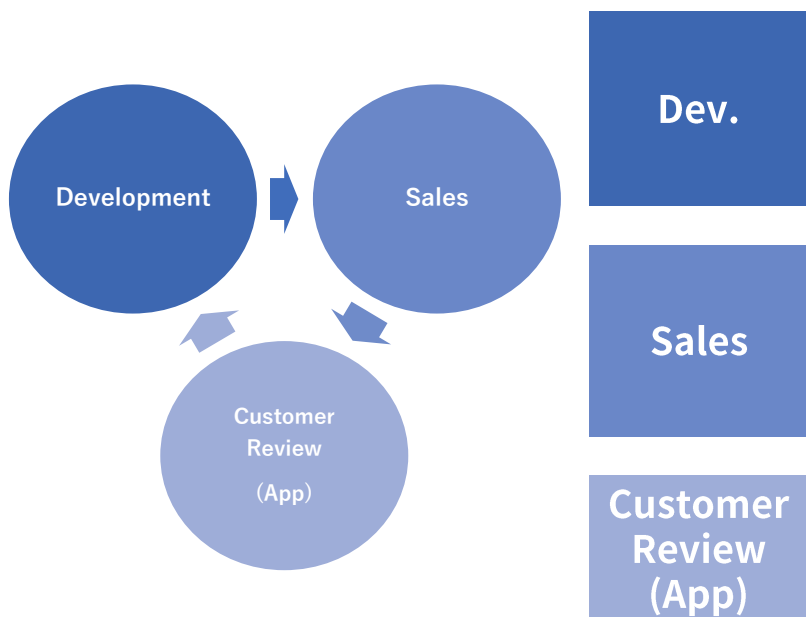 Development
Sales
Customer
Review
(App)
Dev.
Sales
Customer
Review
(App)